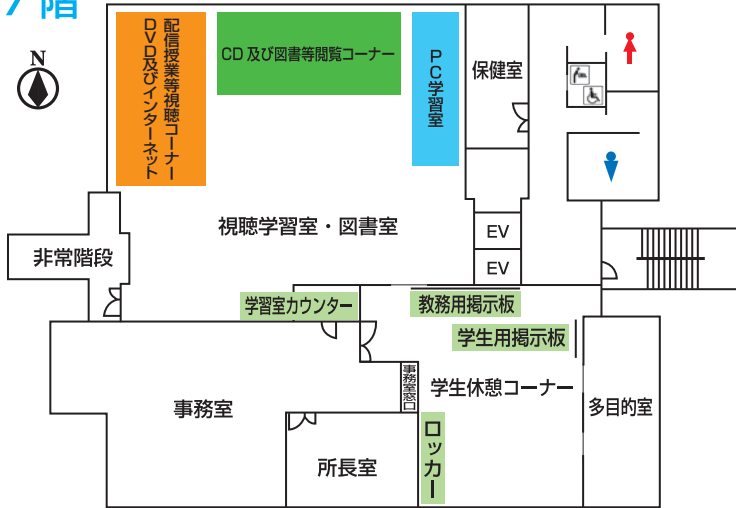 7階
N
配信授業等視聴コーナー
DVD及びインターネット
CD及び図書等閲覧コーナー
PC学習室
保健室
視聴学習室・図書室
EV
EV
非常階段
学習室カウンター
教務用掲示板
学生用掲示板
事務室窓口
学生休憩コーナー
事務室
多目的室
ロッカー
所長室